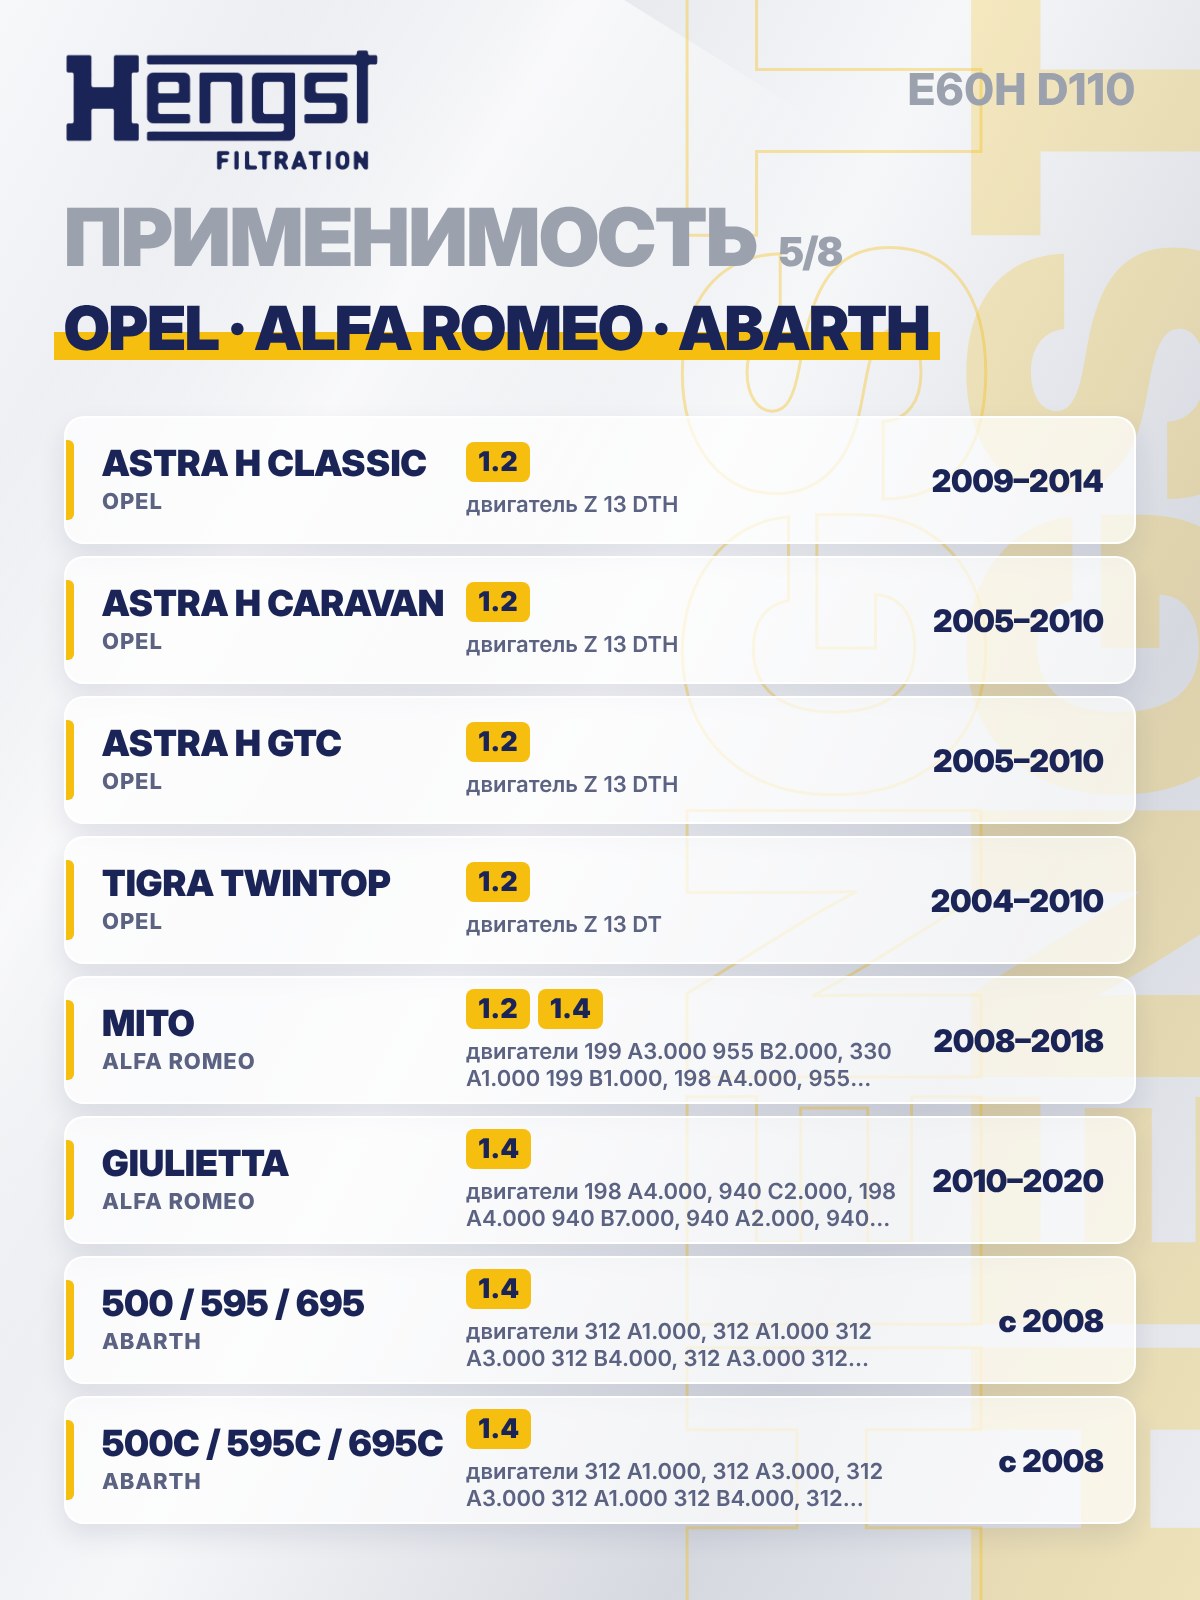 Hengst
FILTRATION
E60H D110
ПРИМЕНИМОСТЬ 5/8
OPEL · ALFA ROMEO · ABARTH
ASTRA H CLASSIC
OPEL
1.2
двигатель Z 13 DTH
2009–2014
ASTRA H CARAVAN
OPEL
1.2
двигатель Z 13 DTH
2005–2010
ASTRA H GTC
OPEL
1.2
двигатель Z 13 DTH
2005–2010
TIGRA TWINTOP
OPEL
1.2
двигатель Z 13 DT
2004–2010
MITO
ALFA ROMEO
1.2 1.4
двигатели 199 A3.000 955 B2.000, 330
A1.000 199 B1.000, 198 A4.000, 955...
2008–2018
GIULIETTA
ALFA ROMEO
1.4
двигатели 198 A4.000, 940 C2.000, 198
A4.000 940 B7.000, 940 A2.000, 940...
2010–2020
500 / 595 / 695
ABARTH
1.4
двигатели 312 A1.000, 312 A1.000 312
A3.000 312 B4.000, 312 A3.000 312...
с 2008
500C / 595C / 695C
ABARTH
1.4
двигатели 312 A1.000, 312 A3.000, 312
A3.000 312 A1.000 312 B4.000, 312...
с 2008
HENGST
HENGST